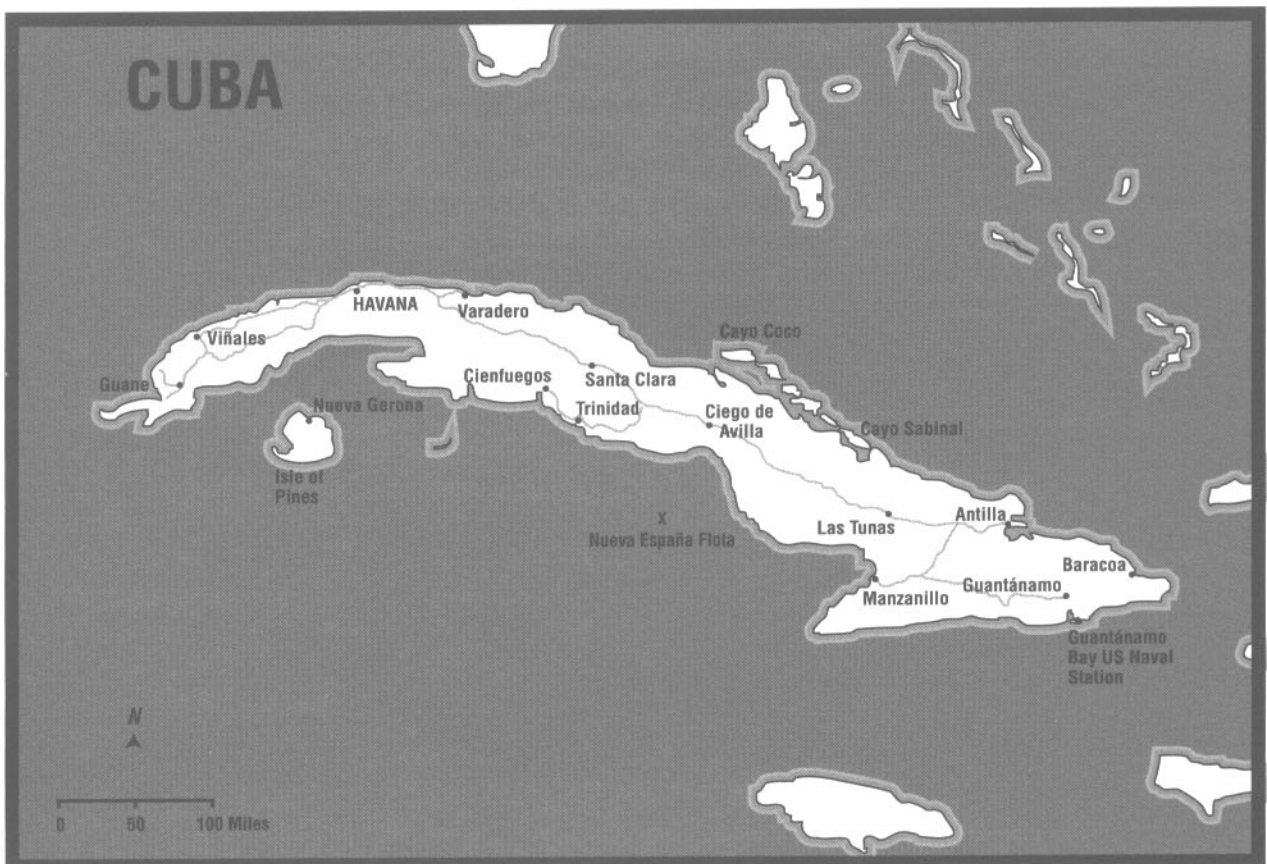 CUBA
HAVANA
Varadero
Viñales
Cayo Coco
Guane
Cienfuegos
Santa Clara
Nueva Gerona
Trinidad
Ciego de
Avilla
Cayo Sabinal
Isle of
Pines
X
Nueva España Flota
Las Tunas
Antilla
Baracoa
Guantánamo
Manzanillo
Guantánamo
Bay US Naval
Station
N
0 50 100 Miles